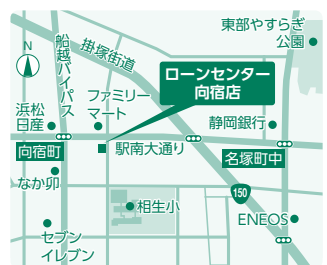 N
船越バイパス
掛塚街道
東部やすらぎ
公園
ローンセンター
向宿店
ファミリー
マート
浜松
日産
静岡銀行
向宿町
駅南大通り
名塚町中
なか卯
150
相生小
ENEOS
セブン
イレブン